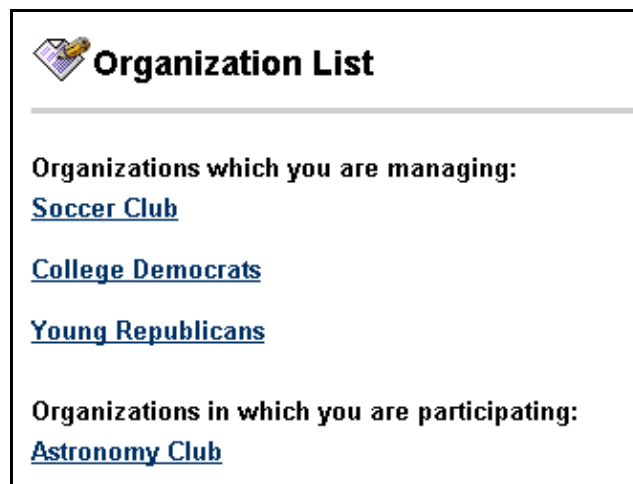 Organization List
Organizations which you are managing:
Soccer Club
College Democrats
Young Republicans
Organizations in which you are participating:
Astronomy Club